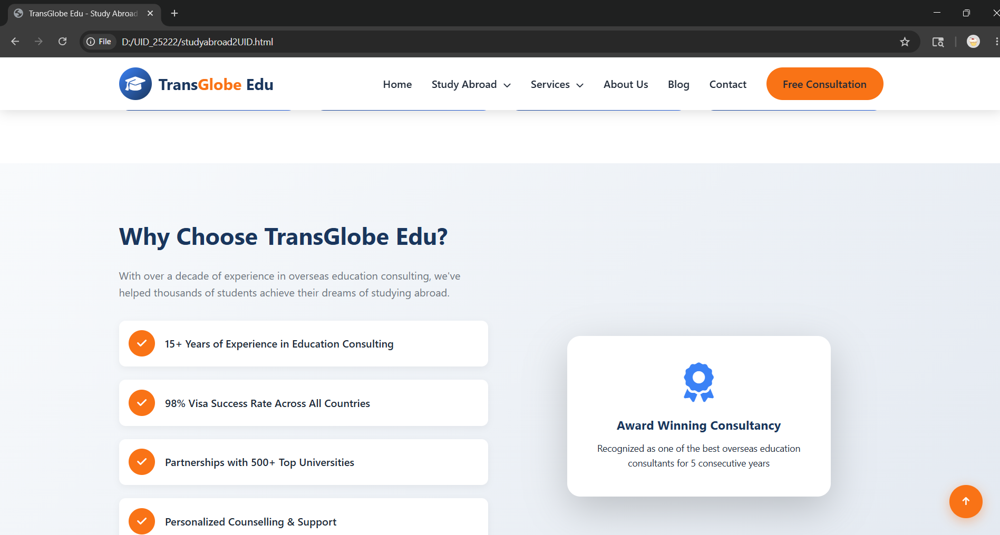 TransGlobe Edu - Study Abroad
File
D:/UID_25222/studyabroad2UID.html
TransGlobe Edu
Home
Study Abroad
Services
About Us
Blog
Contact
Free Consultation
Why Choose TransGlobe Edu?
With over a decade of experience in overseas education consulting, we've
helped thousands of students achieve their dreams of studying abroad.
15+ Years of Experience in Education Consulting
98% Visa Success Rate Across All Countries
Partnerships with 500+ Top Universities
Personalized Counselling & Support
Award Winning Consultancy
Recognized as one of the best overseas education
consultants for 5 consecutive years